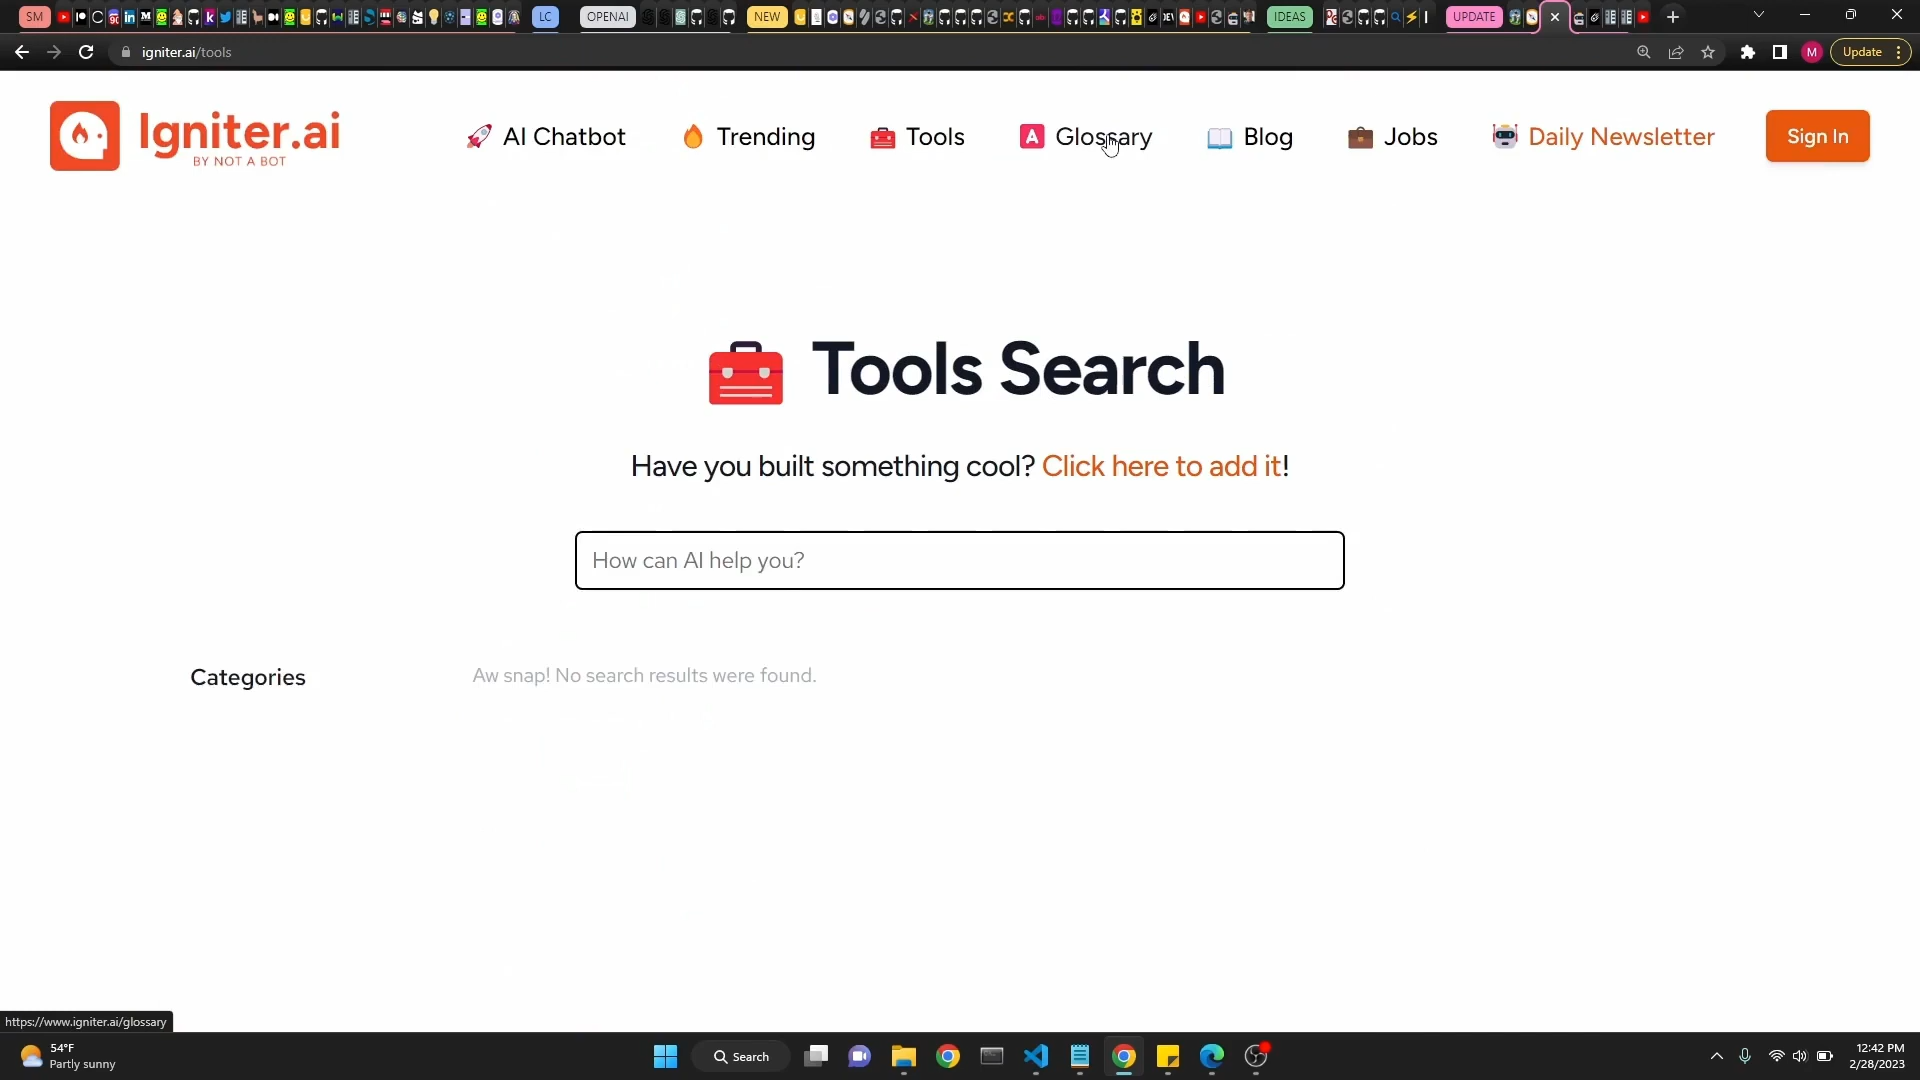 SM
LC
OPENAI
NEW
IDEAS
UPDATE
igniter.ai/tools
M
Update
Igniter.ai
BY NOT A BOT
AI Chatbot
Trending
Tools
A Glossary
Blog
Jobs
Daily Newsletter
Sign In
Tools Search
Have you built something cool? Click here to add it!
How can AI help you?
Categories
Aw snap! No search results were found.
https://www.igniter.ai/glossary
54°F
Partly sunny
Search
12:42 PM
2/28/2023